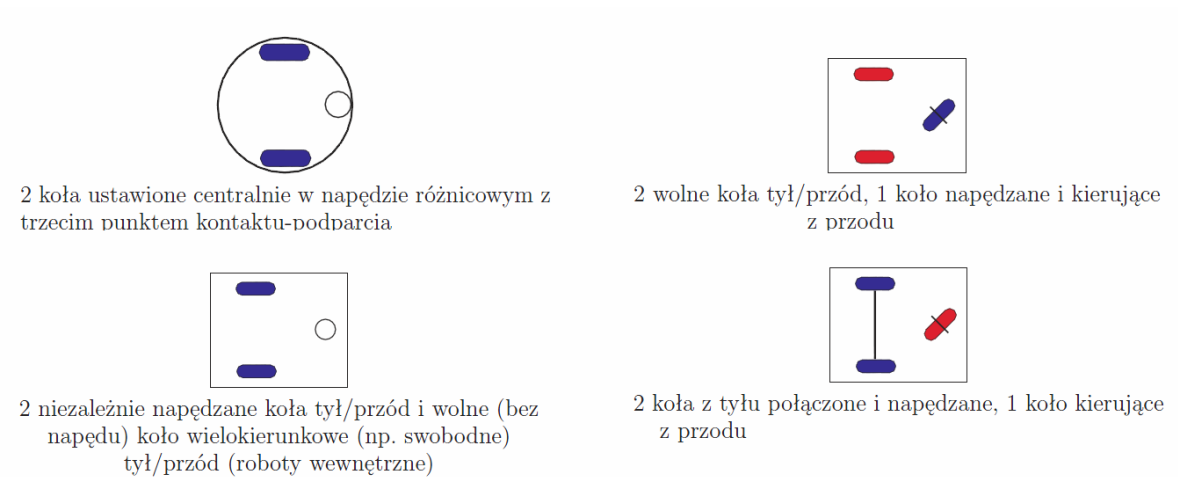 2 koła ustawione centralnie w napędzie różnicowym z
trzecim punktem kontaktu-podparcia
2 wolne koła tył/przód, 1 koło napędzane i kierujące
z przodu
2 niezależnie napędzane koła tył/przód i wolne (bez
napędu) koło wielokierunkowe (np. swobodne)
tył/przód (roboty wewnętrzne)
2 koła z tyłu połączone i napędzane, 1 koło kierujące
z przodu